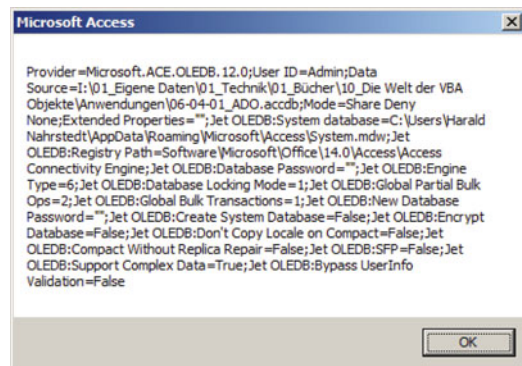 Microsoft Access
Provider=Microsoft.ACE.OLEDB.12.0;User ID=Admin;Data
Source=I:\01_Eigene Daten\01_Technik\01_Bücher\10_Die Welt der VBA
Objekte\Anwendungen\06-04-01_ADO.accdb;Mode=Share Deny
None;Extended Properties="";Jet OLEDB:System database=C:\Users\Harald
Nahrstedt\AppData\Roaming\Microsoft\Access\System.mdw;Jet
OLEDB:Registry Path=Software\Microsoft\Office\14.0\Access\Access
Connectivity Engine;Jet OLEDB:Database Password="";Jet OLEDB:Engine
Type=6;Jet OLEDB:Database Locking Mode=1;Jet OLEDB:Global Partial Bulk
Ops=2;Jet OLEDB:Global Bulk Transactions=1;Jet OLEDB:New Database
Password="";Jet OLEDB:Create System Database=False;Jet OLEDB:Encrypt
Database=False;Jet OLEDB:Don't Copy Locale on Compact=False;Jet
OLEDB:Compact Without Replica Repair=False;Jet OLEDB:SFP=False;Jet
OLEDB:Support Complex Data=True;Jet OLEDB:Bypass UserInfo
Validation=False
OK